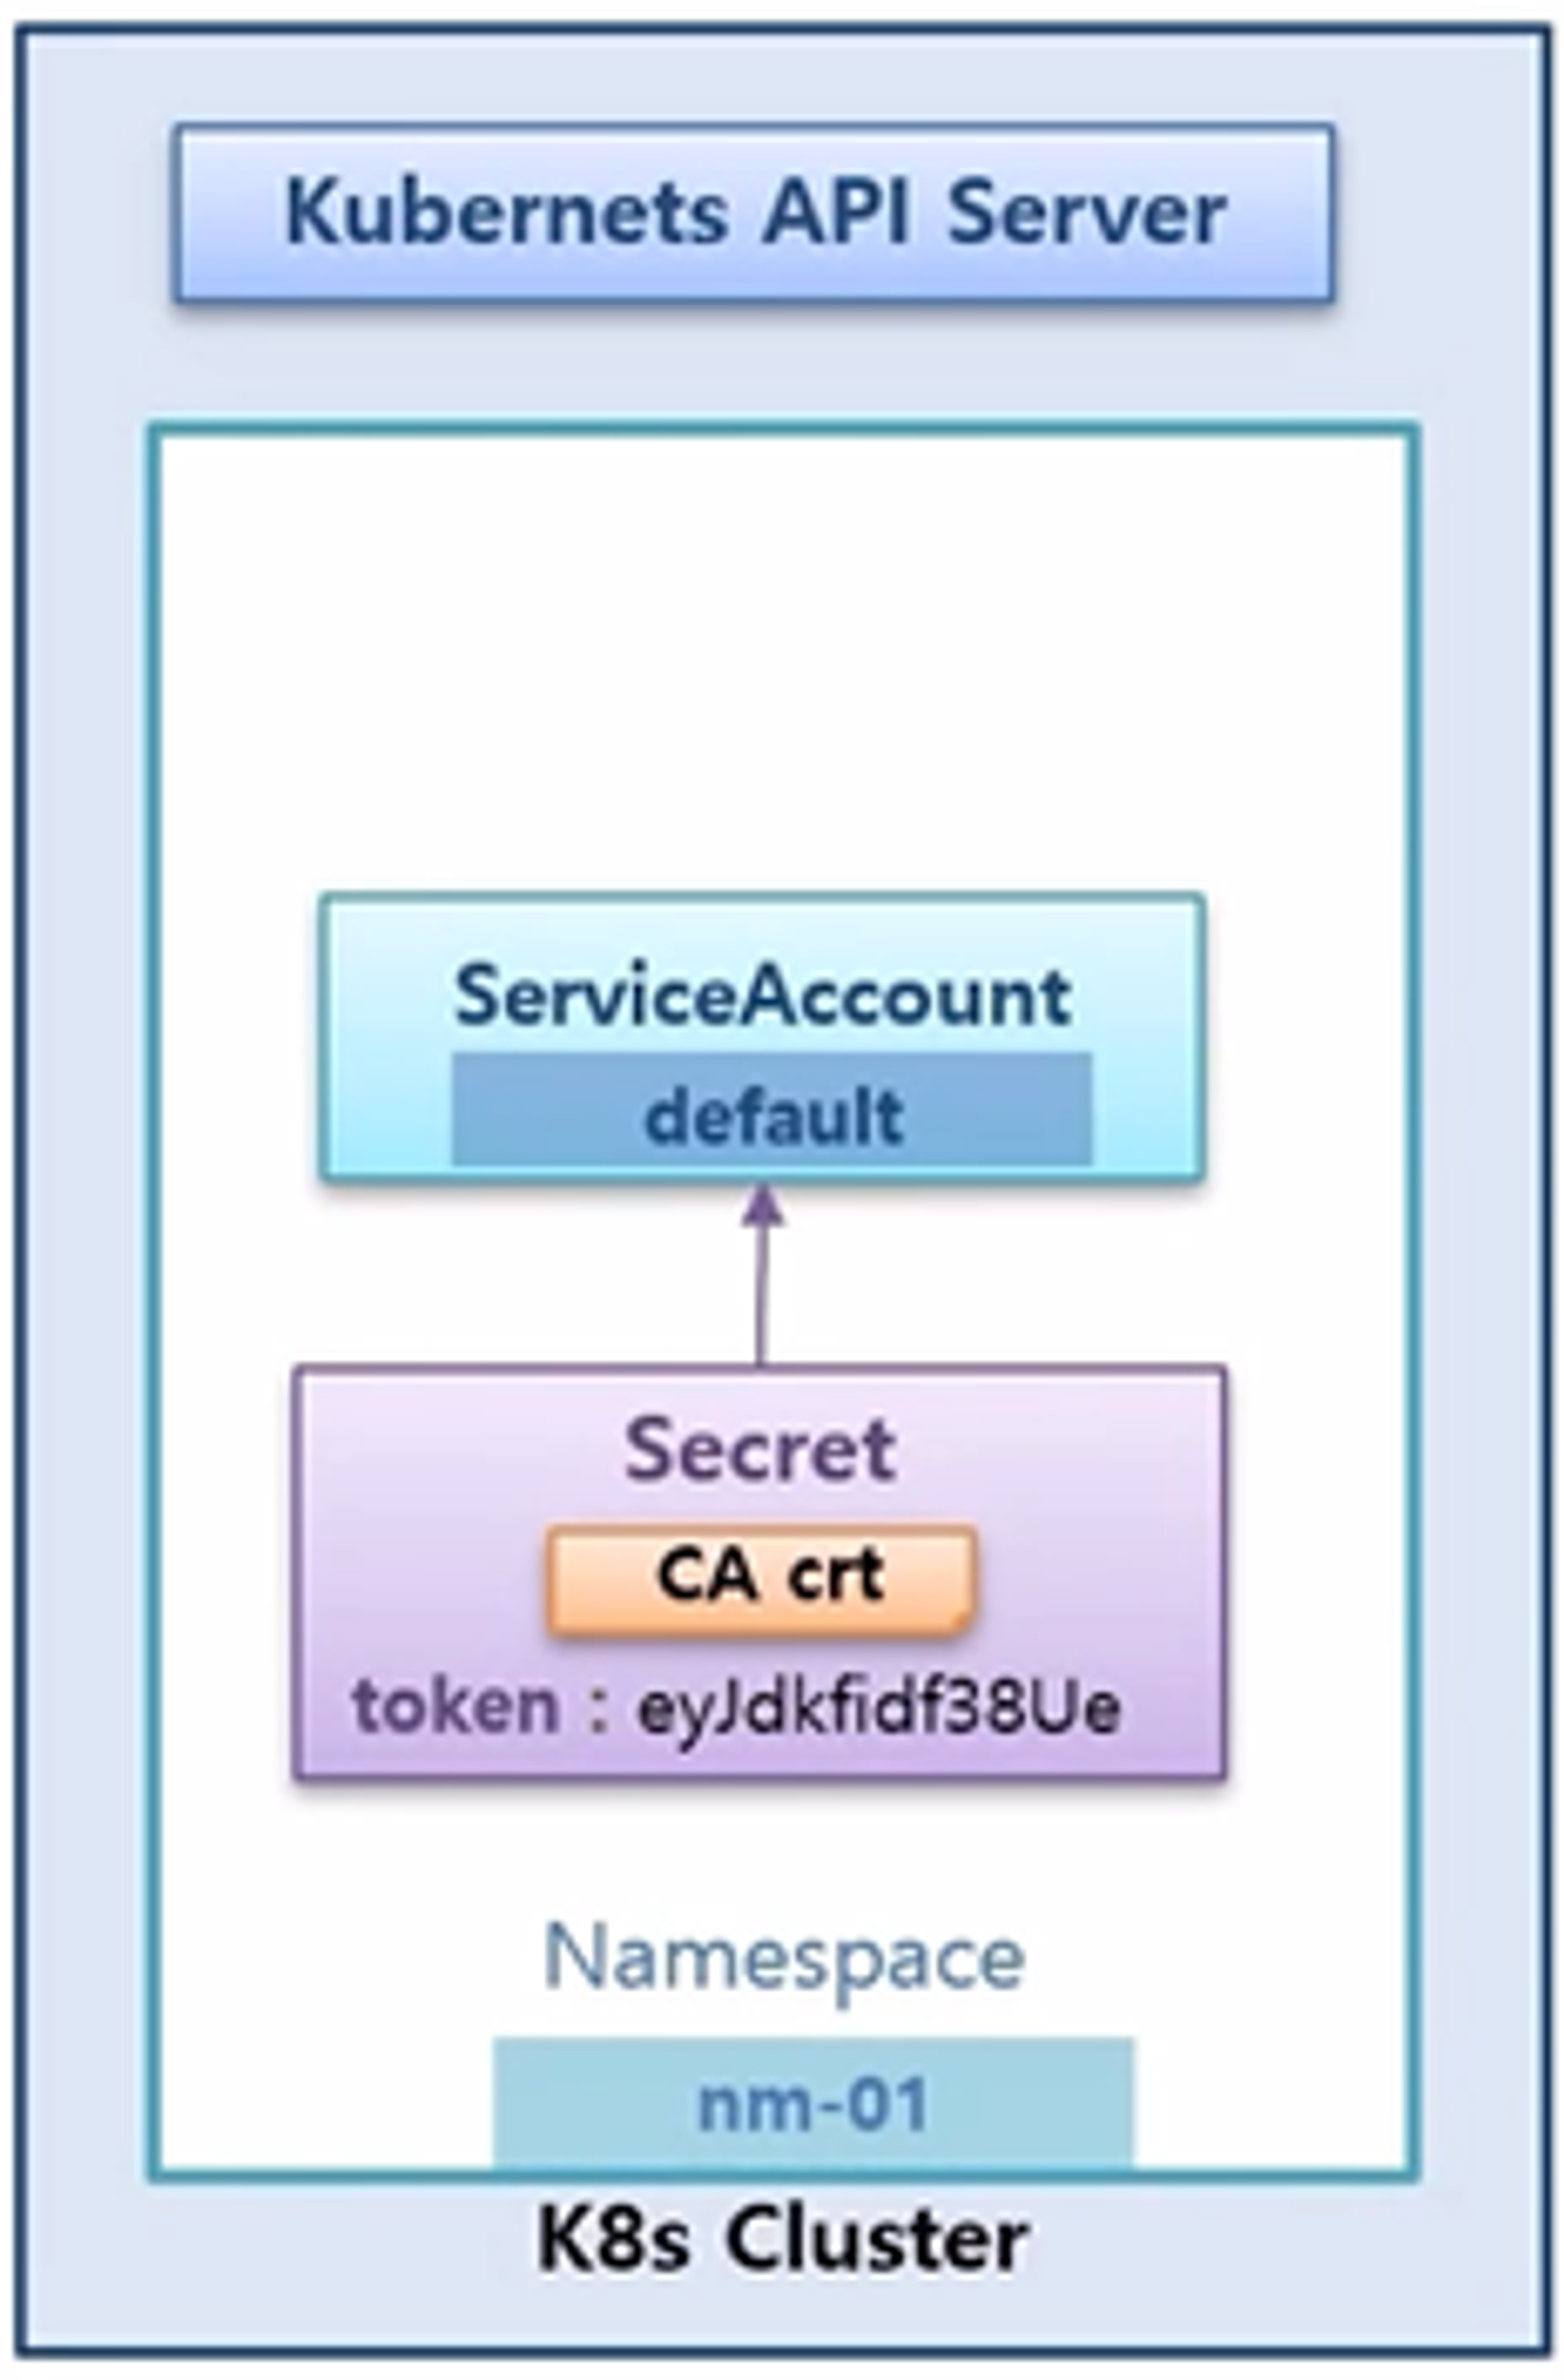 Kubernets API Server
ServiceAccount
default
Secret
CA crt
token : eyJdkfidf38Ue
Namespace
nm-01
K8s Cluster